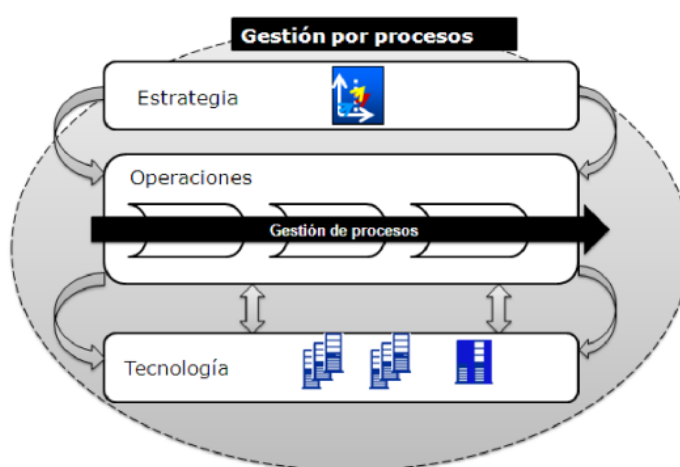 Gestión por procesos
Estrategia
Operaciones
Gestión de procesos
Tecnología